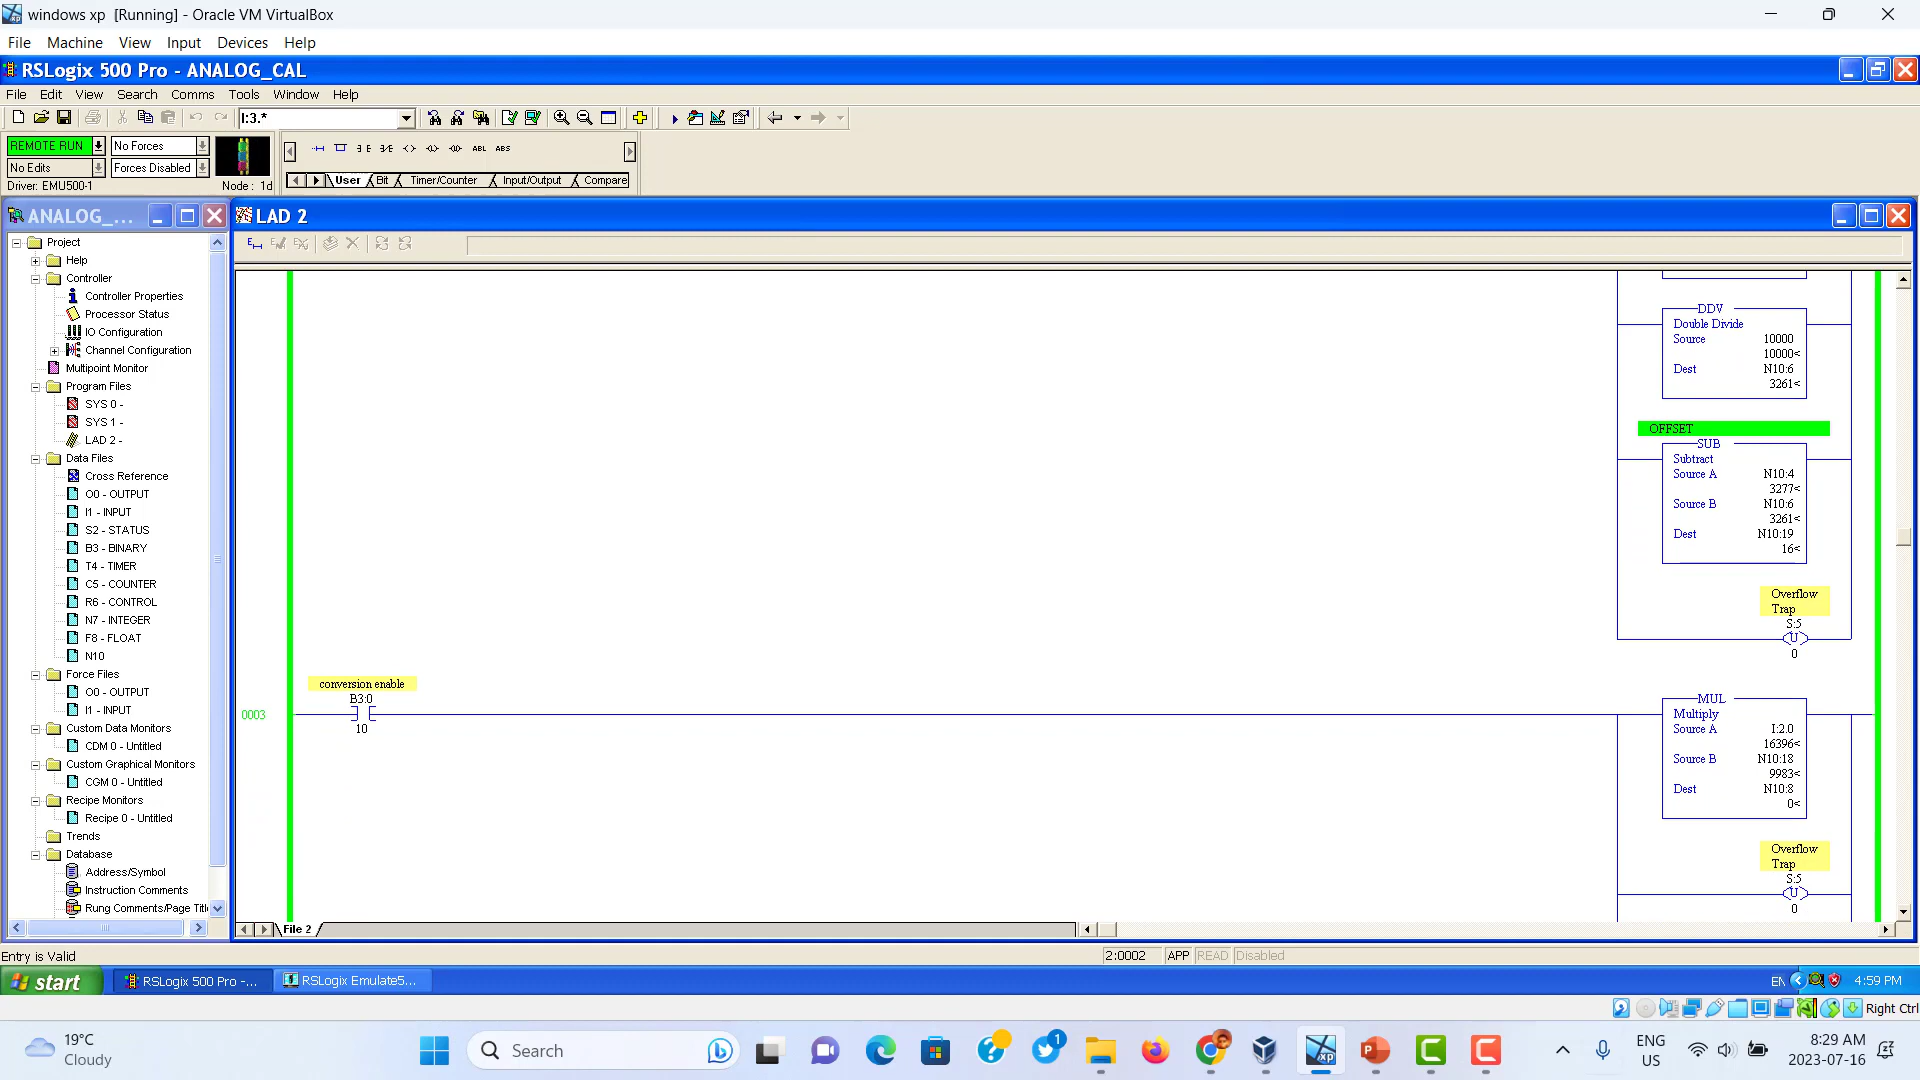 windows xp [Running] - Oracle VM VirtualBox
File Machine View Input Devices Help
RSLogix 500 Pro - ANALOG_CAL
File Edit View Search Comms Tools Window Help
I:3.*
REMOTE RUN No Forces
No Edits Forces Disabled
Driver: EMU500-1 Node : 1d
ABL ABS
User Bit Timer/Counter Input/Output Compare
ANALOG_...
LAD 2
Project
Help
Controller
Controller Properties
Processor Status
IO Configuration
Channel Configuration
Multipoint Monitor
Program Files
SYS 0 -
SYS 1 -
LAD 2 -
Data Files
Cross Reference
O0 - OUTPUT
I1 - INPUT
S2 - STATUS
B3 - BINARY
T4 - TIMER
C5 - COUNTER
R6 - CONTROL
N7 - INTEGER
F8 - FLOAT
N10
Force Files
O0 - OUTPUT
I1 - INPUT
Custom Data Monitors
CDM 0 - Untitled
Custom Graphical Monitors
CGM 0 - Untitled
Recipe Monitors
Recipe 0 - Untitled
Trends
Database
Address/Symbol
Instruction Comments
Rung Comments/Page Titl
DDV
Double Divide
Source 10000
10000<
Dest N10:6
3261<
OFFSET
SUB
Subtract
Source A N10:4
3277<
Source B N10:6
3261<
Dest N10:19
16<
Overflow
Trap
S:5
U
0
conversion enable
B3:0
0003
10
MUL
Multiply
Source A I:2.0
16396<
Source B N10:18
9983<
Dest N10:8
0<
Overflow
Trap
S:5
U
0
File 2
Entry is Valid
2:0002 APP READ Disabled
start
RSLogix 500 Pro -...
RSLogix Emulate5...
EN
4:59 PM
Right Ctrl
19°C
Cloudy
Search
1
ENG
US
8:29 AM
2023-07-16